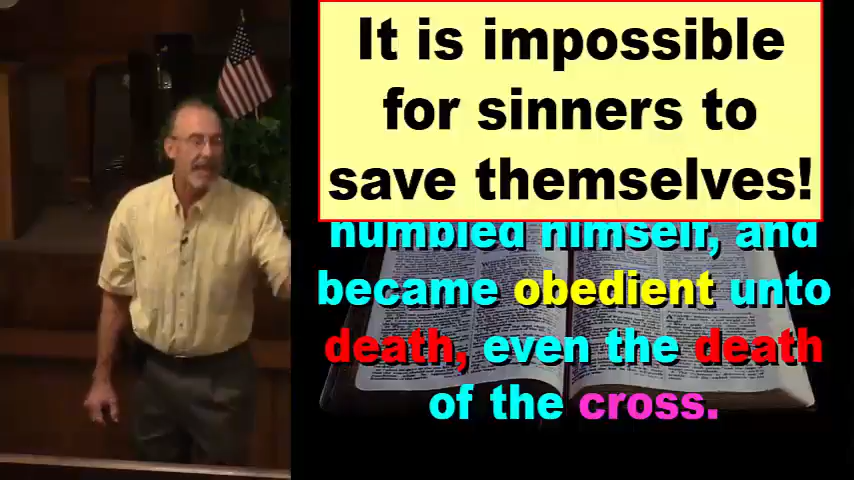 It is impossible
for sinners to
save themselves!
humbled himself, and
became obedient unto
death, even the death
of the cross.